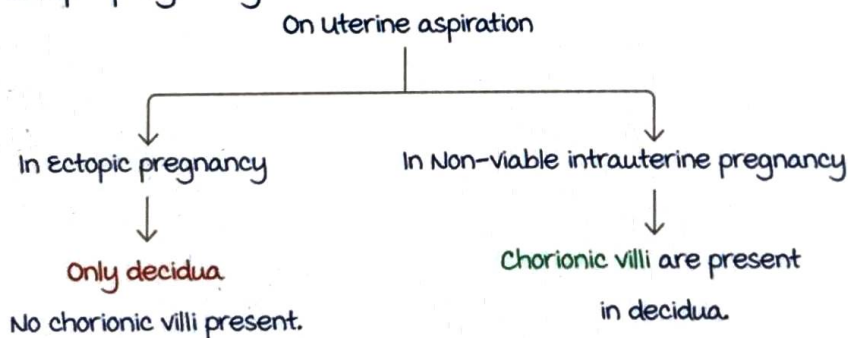 On uterine aspiration
In Ectopic pregnancy
In Non-viable intrauterine pregnancy
Only decidua
No chorionic villi present.
Chorionic villi are present
in decidua.